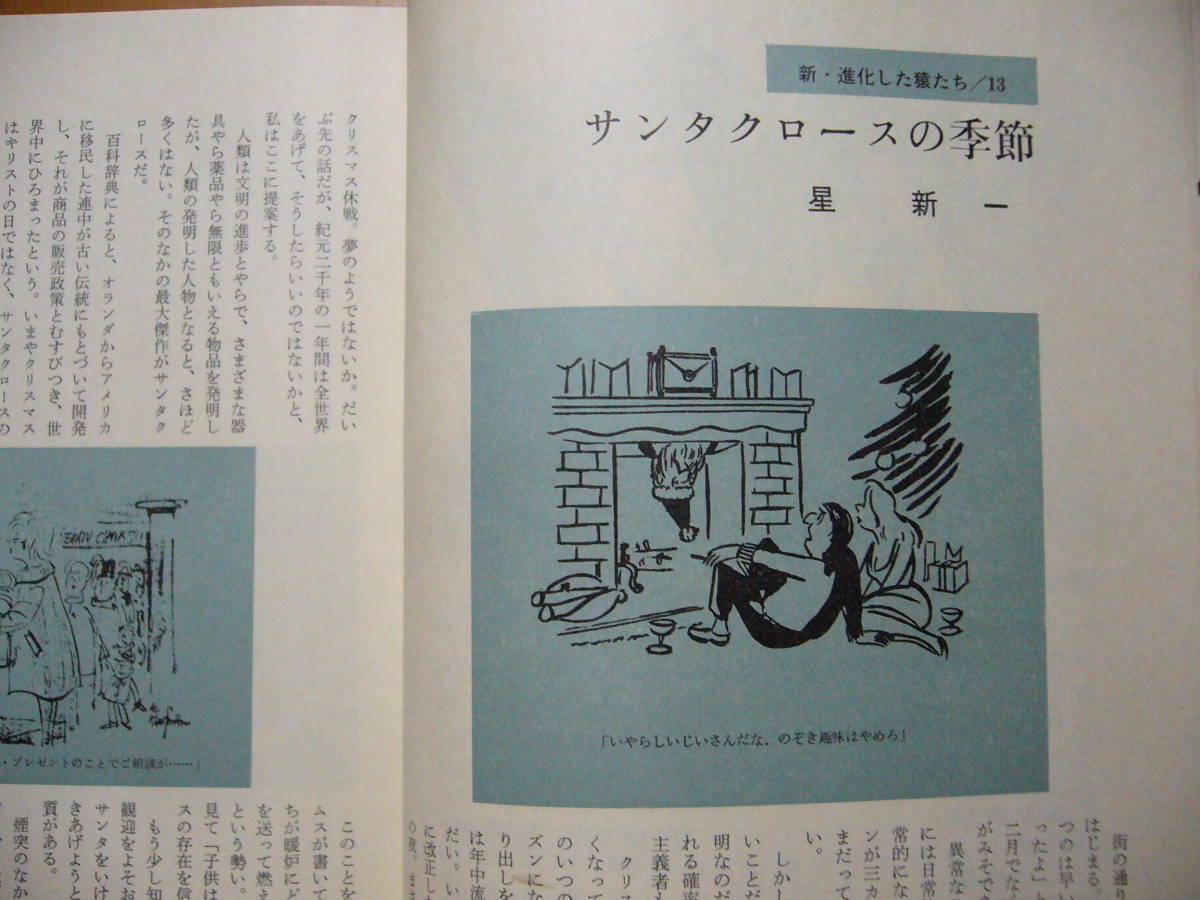 新・進化した猿たち/13
サンタクロースの季節
星 新一
「いやらしいじいさんだな。のぞき趣味はやめろ」
街の通り
はじまる。
つのは早い
ったよ」と
二月でなく
がみそでき
異常な
には日常
常的にな
ンが三カ
まだって
い。
しかし
いことだ
明なのだ
れる確率
主義者も
クリス
くなって
のいつの
ズンにな
り出しを
は年中流
だい。い
に改正した
の夜。
クリスマス休戦。夢のようではないか。だい
ぶ先の話だが、紀元二千年の一年間は全世界
をあげて、そうしたらいいのではないかと、
私はここに提案する。
人類は文明の進歩とやらで、さまざまな器
具やら薬品やら無限ともいえる物品を発明し
たが、人類の発明した人物となると、さほど
多くはない。そのなかの最大傑作がサンタク
ロースだ。
百科辞典によると、オランダからアメリカ
に移民した連中が古い伝統にもとづいて開発
し、それが商品の販売政策とむすびつき、世
界中にひろまったという。いまやクリスマス
はキリストの日ではなく、サンタクロースの
・プレゼントのことでご相談が……」
このことを
ムスが書いて
ちが暖炉にど
を送って燃え
という勢い。
見て「子供は
スの存在を信
もう少し知
観迎をよそお
サンタをいけ
きあげようと
質がある。
煙突のなか